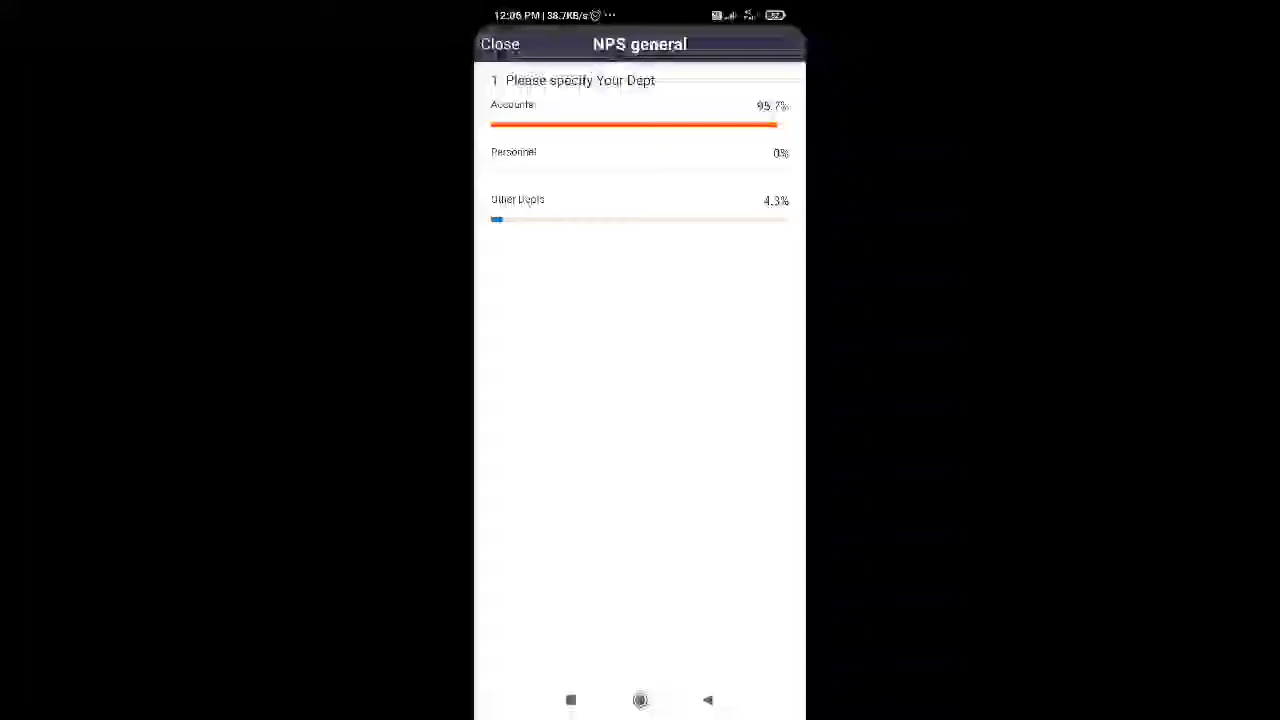 12:06 PM | 38.7KB/s ...
Close
NPS general
1 Please specify Your Dept
Accounts 95.7%
Personnel 0%
Other Depts 4.3%